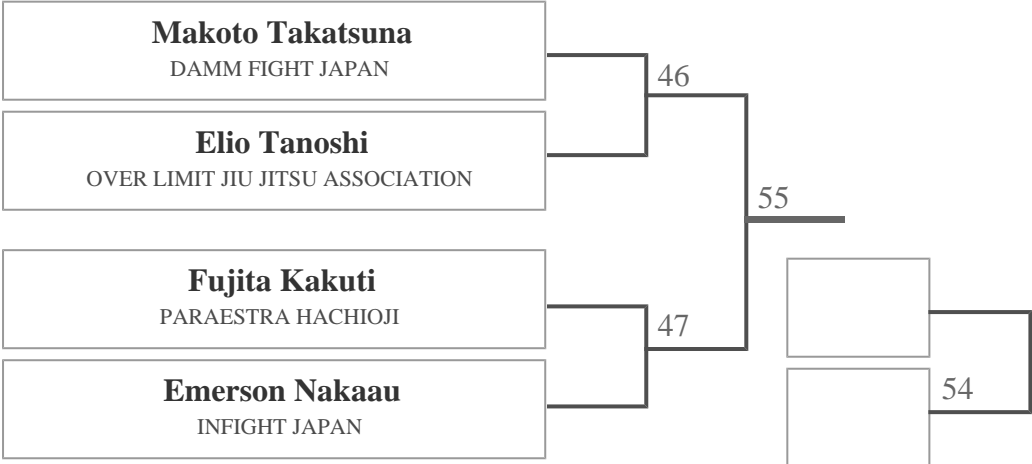 Makoto Takatsuna
DAMM FIGHT JAPAN
46
Elio Tanoshi
OVER LIMIT JIU JITSU ASSOCIATION
55
Fujita Kakuti
PARAESTRA HACHIOJI
47
Emerson Nakaau
INFIGHT JAPAN
54